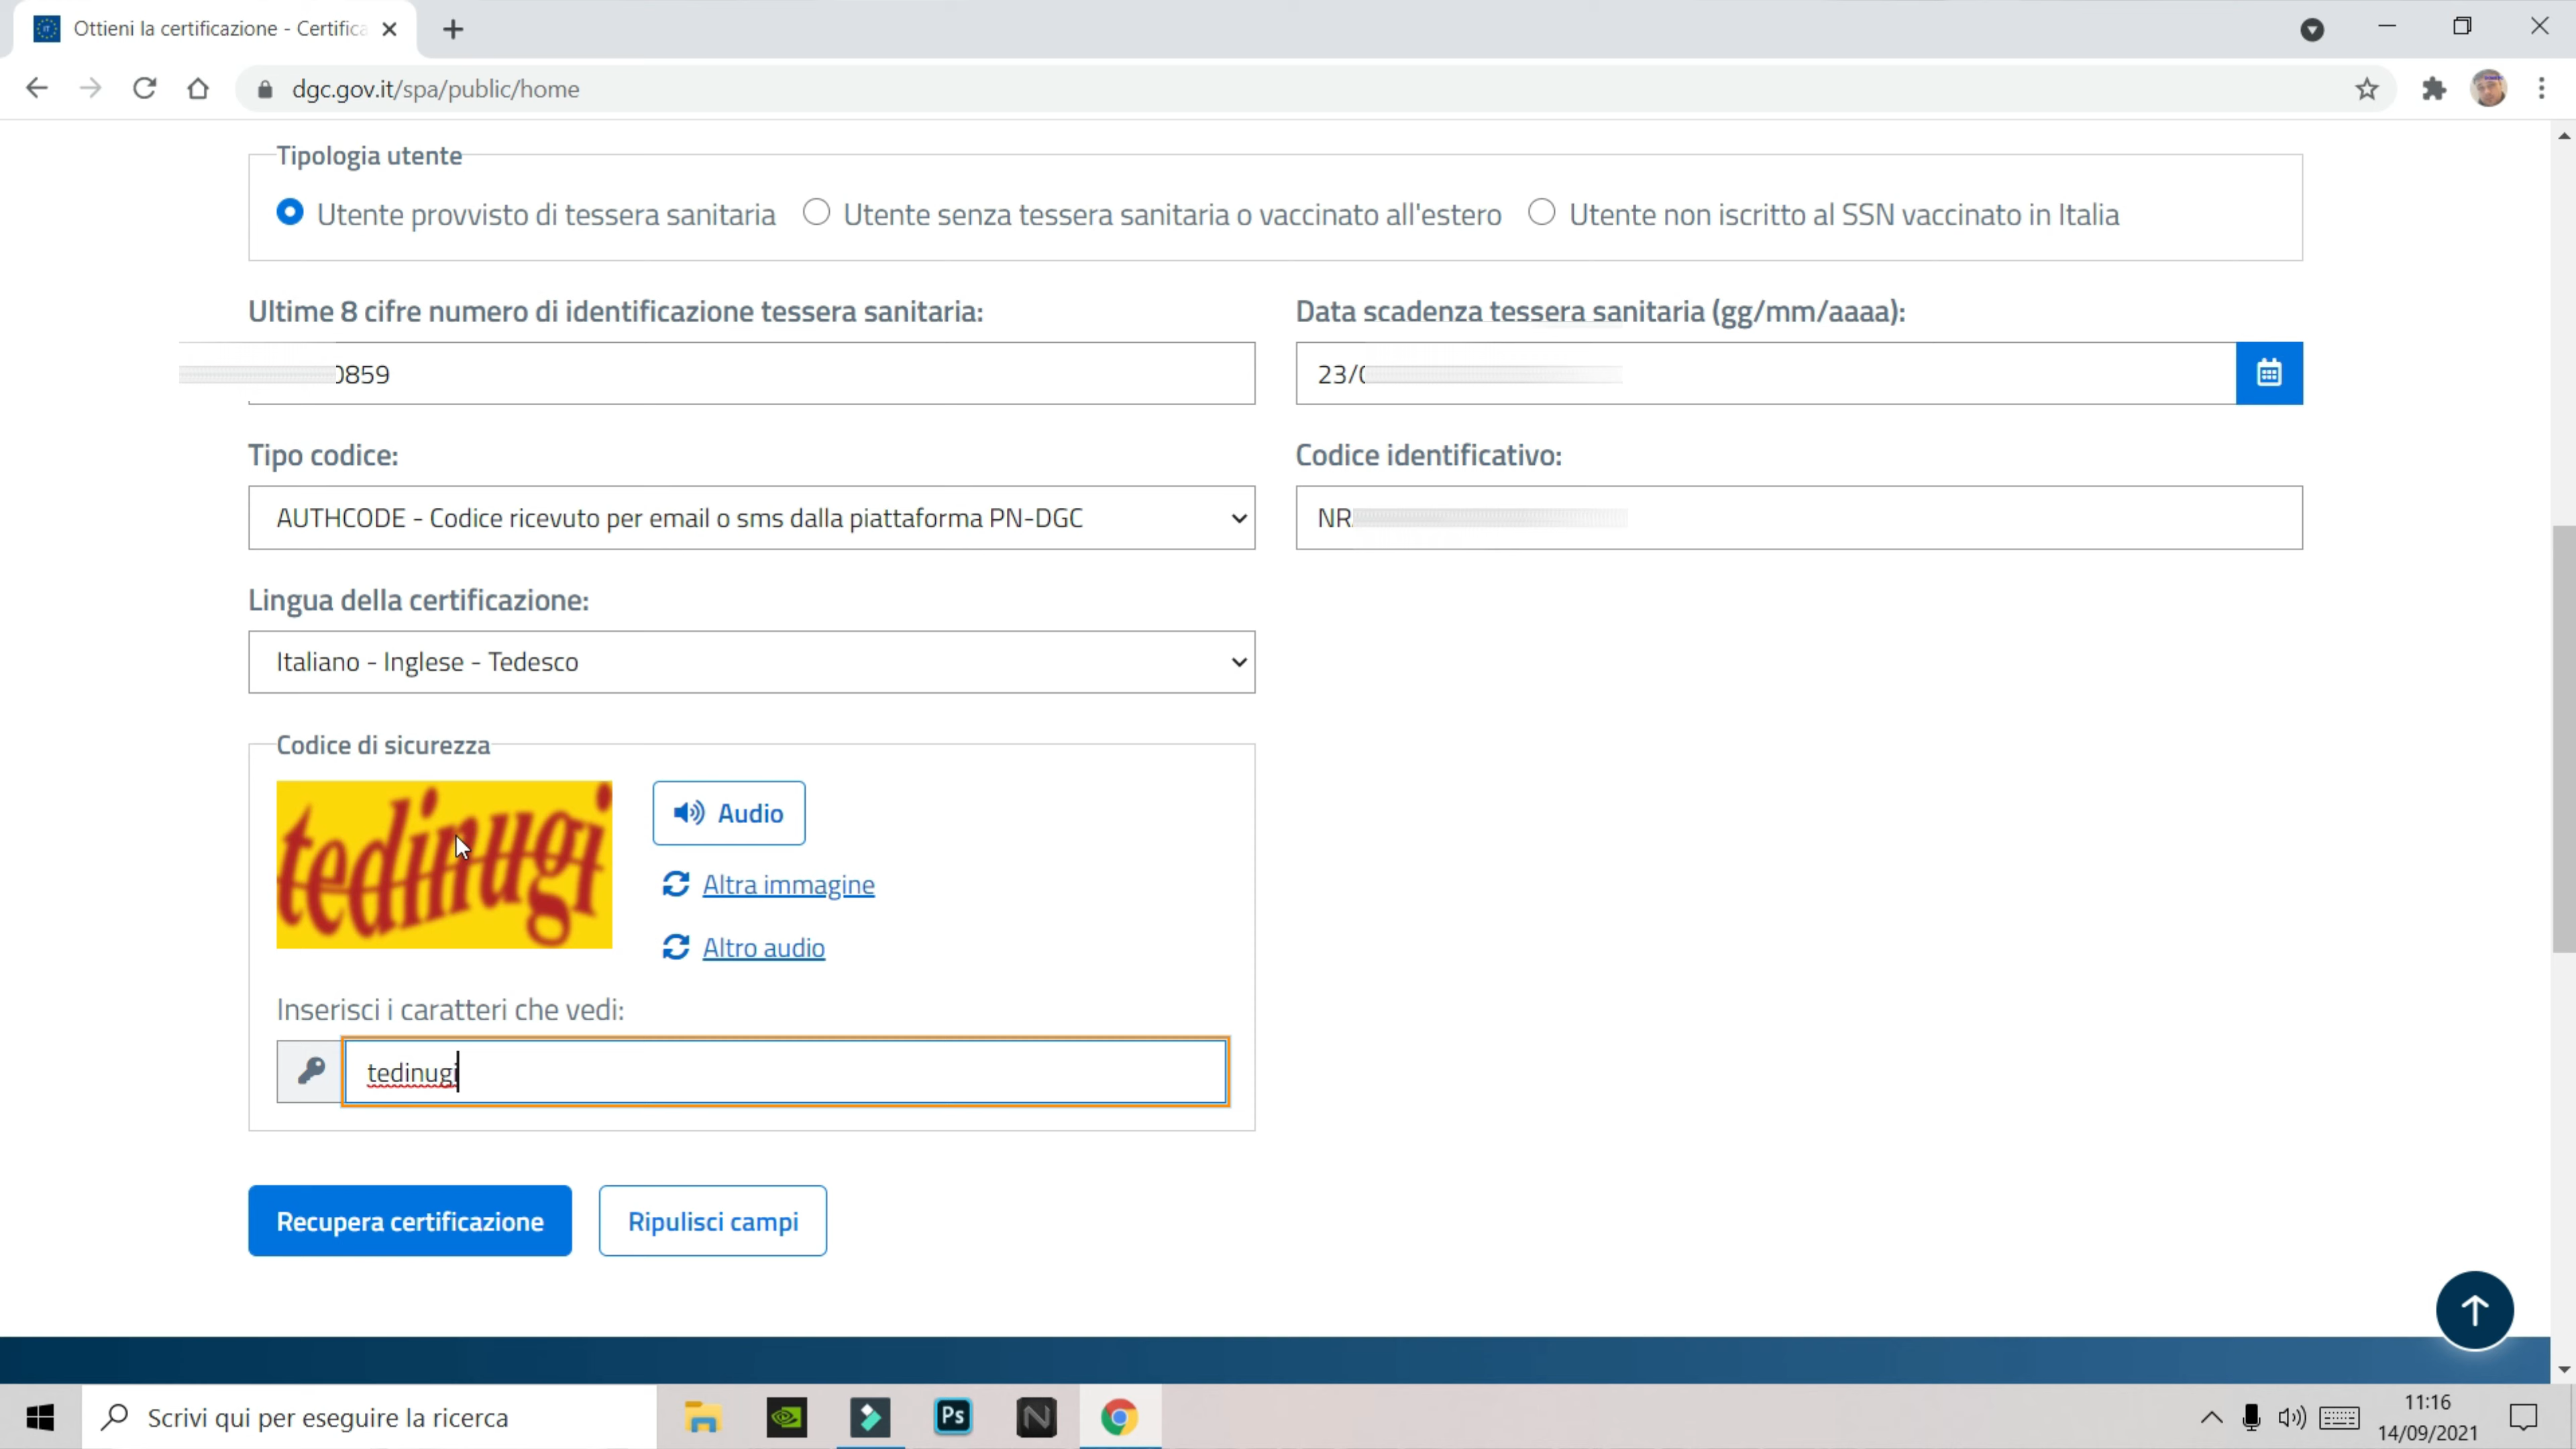 Ottieni la certificazione - Certifica
dgc.gov.it/spa/public/home
Tipologia utente
Utente provvisto di tessera sanitaria Utente senza tessera sanitaria o vaccinato all'estero Utente non iscritto al SSN vaccinato in Italia
Ultime 8 cifre numero di identificazione tessera sanitaria: Data scadenza tessera sanitaria (gg/mm/aaaa):
0859 23/0
Tipo codice: Codice identificativo:
AUTHCODE - Codice ricevuto per email o sms dalla piattaforma PN-DGC NR
Lingua della certificazione:
Italiano - Inglese - Tedesco
Codice di sicurezza
tedinugi
Audio
Altra immagine
Altro audio
Inserisci i caratteri che vedi:
tedinugi
Recupera certificazione Ripulisci campi
Scrivi qui per eseguire la ricerca
Ps
N
11:16
14/09/2021